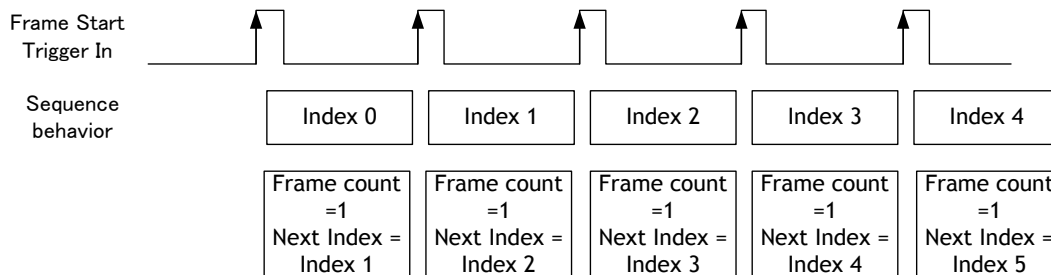 Frame Start
Trigger In
Sequence
behavior
Index 0
Index 1
Index 2
Index 3
Index 4
Frame count
=1
Next Index =
Index 1
Frame count
=1
Next Index =
Index 2
Frame count
=1
Next Index =
Index 3
Frame count
=1
Next Index =
Index 4
Frame count
=1
Next Index =
Index 5